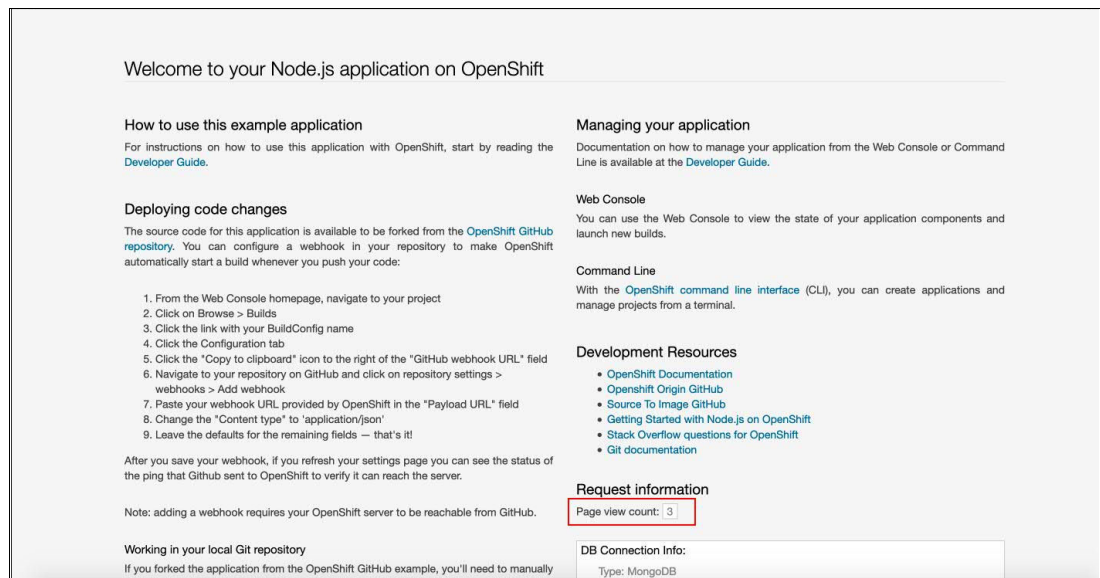 Welcome to your Node.js application on OpenShift
How to use this example application
For instructions on how to use this application with OpenShift, start by reading the
Developer Guide.
Deploying code changes
The source code for this application is available to be forked from the OpenShift GitHub
repository. You can configure a webhook in your repository to make OpenShift
automatically start a build whenever you push your code:
1. From the Web Console homepage, navigate to your project
2. Click on Browse > Builds
3. Click the link with your BuildConfig name
4. Click the Configuration tab
5. Click the "Copy to clipboard" icon to the right of the "GitHub webhook URL" field
6. Navigate to your repository on GitHub and click on repository settings >
webhooks > Add webhook
7. Paste your webhook URL provided by OpenShift in the "Payload URL" field
8. Change the "Content type" to 'application/json'
9. Leave the defaults for the remaining fields — that's it!
After you save your webhook, if you refresh your settings page you can see the status of
the ping that Github sent to OpenShift to verify it can reach the server.
Note: adding a webhook requires your OpenShift server to be reachable from GitHub.
Working in your local Git repository
If you forked the application from the OpenShift GitHub example, you'll need to manually
Managing your application
Documentation on how to manage your application from the Web Console or Command
Line is available at the Developer Guide.
Web Console
You can use the Web Console to view the state of your application components and
launch new builds.
Command Line
With the OpenShift command line interface (CLI), you can create applications and
manage projects from a terminal.
Development Resources
• OpenShift Documentation
• Openshift Origin GitHub
• Source To Image GitHub
• Getting Started with Node.js on OpenShift
• Stack Overflow questions for OpenShift
• Git documentation
Request information
Page view count: 3
DB Connection Info:
Type: MongoDB